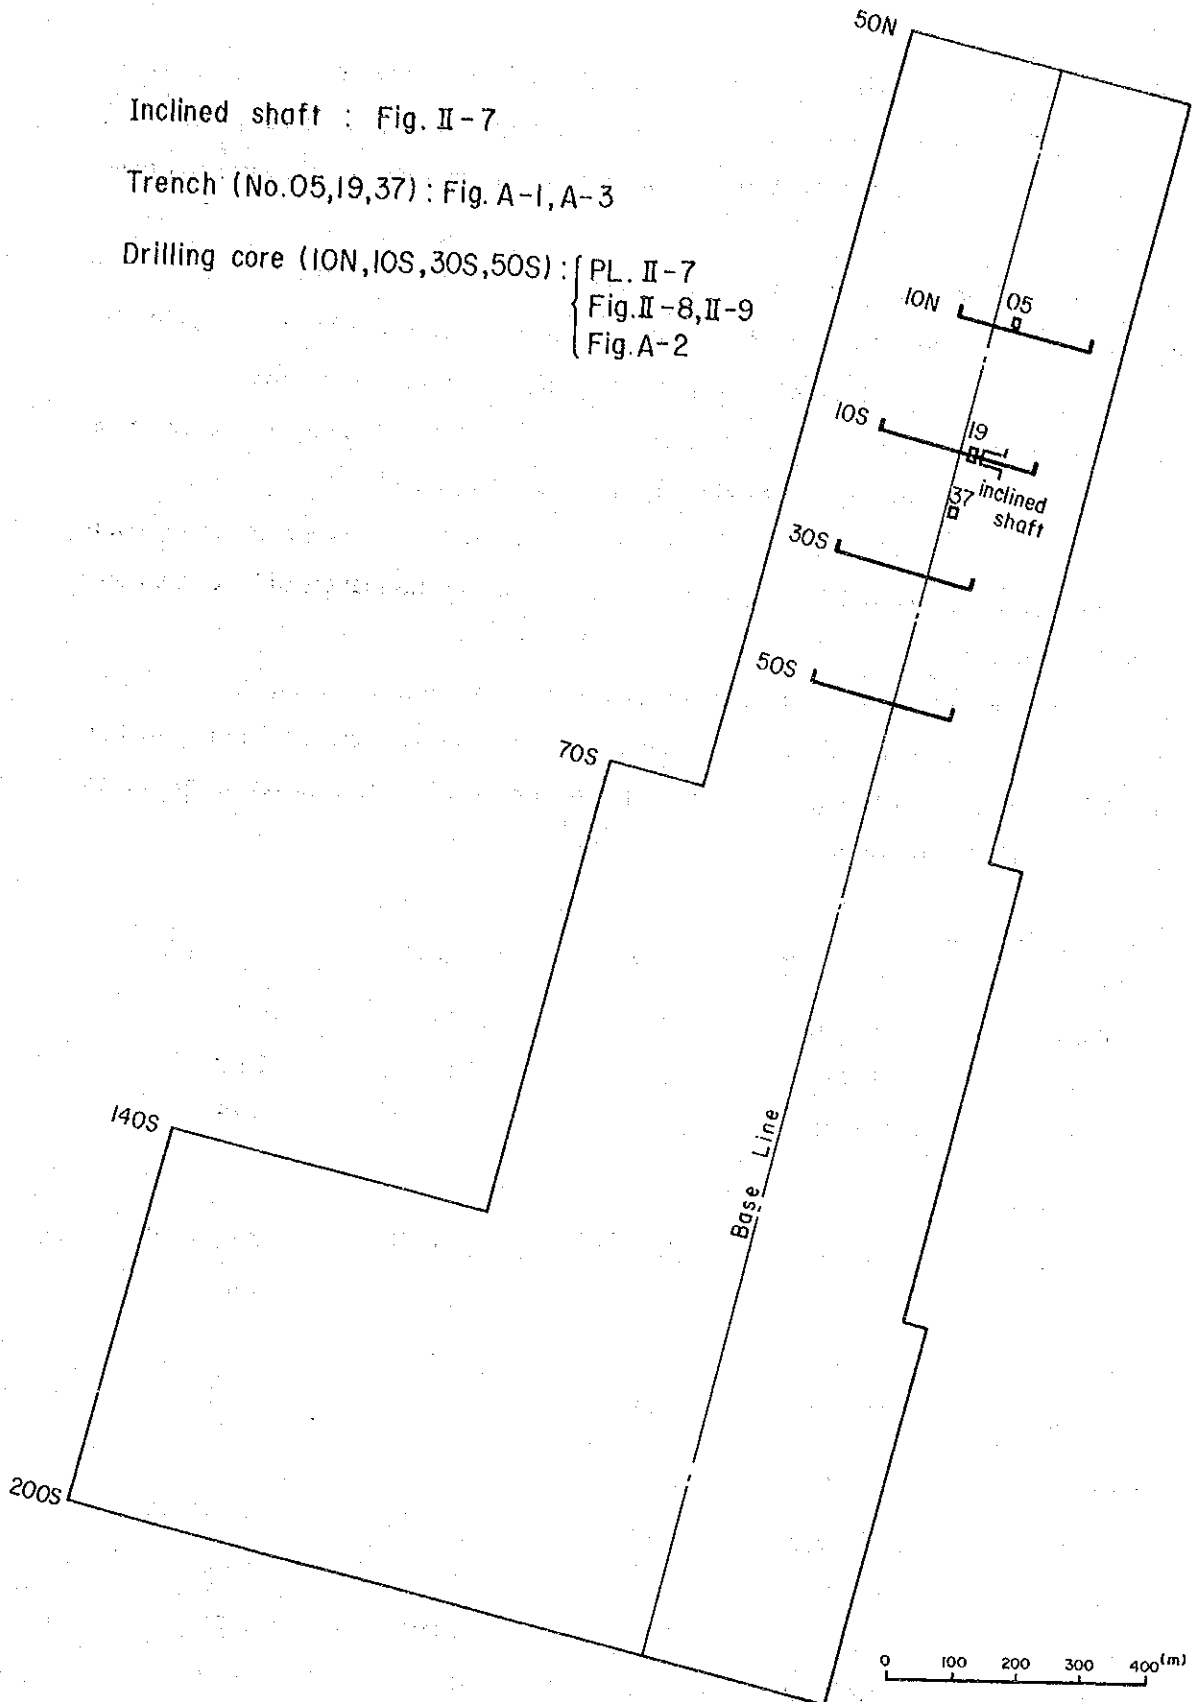 50N
Inclined shaft : Fig. II-7
Trench (No.05,19,37) : Fig. A-1, A-3
Drilling core (10N,10S,30S,50S) : { PL. II-7
Fig. II-8, II-9
Fig. A-2
10N
05
10S
19
inclined
shaft
37
30S
50S
70S
140S
Base Line
200S
0 100 200 300 400 (m)